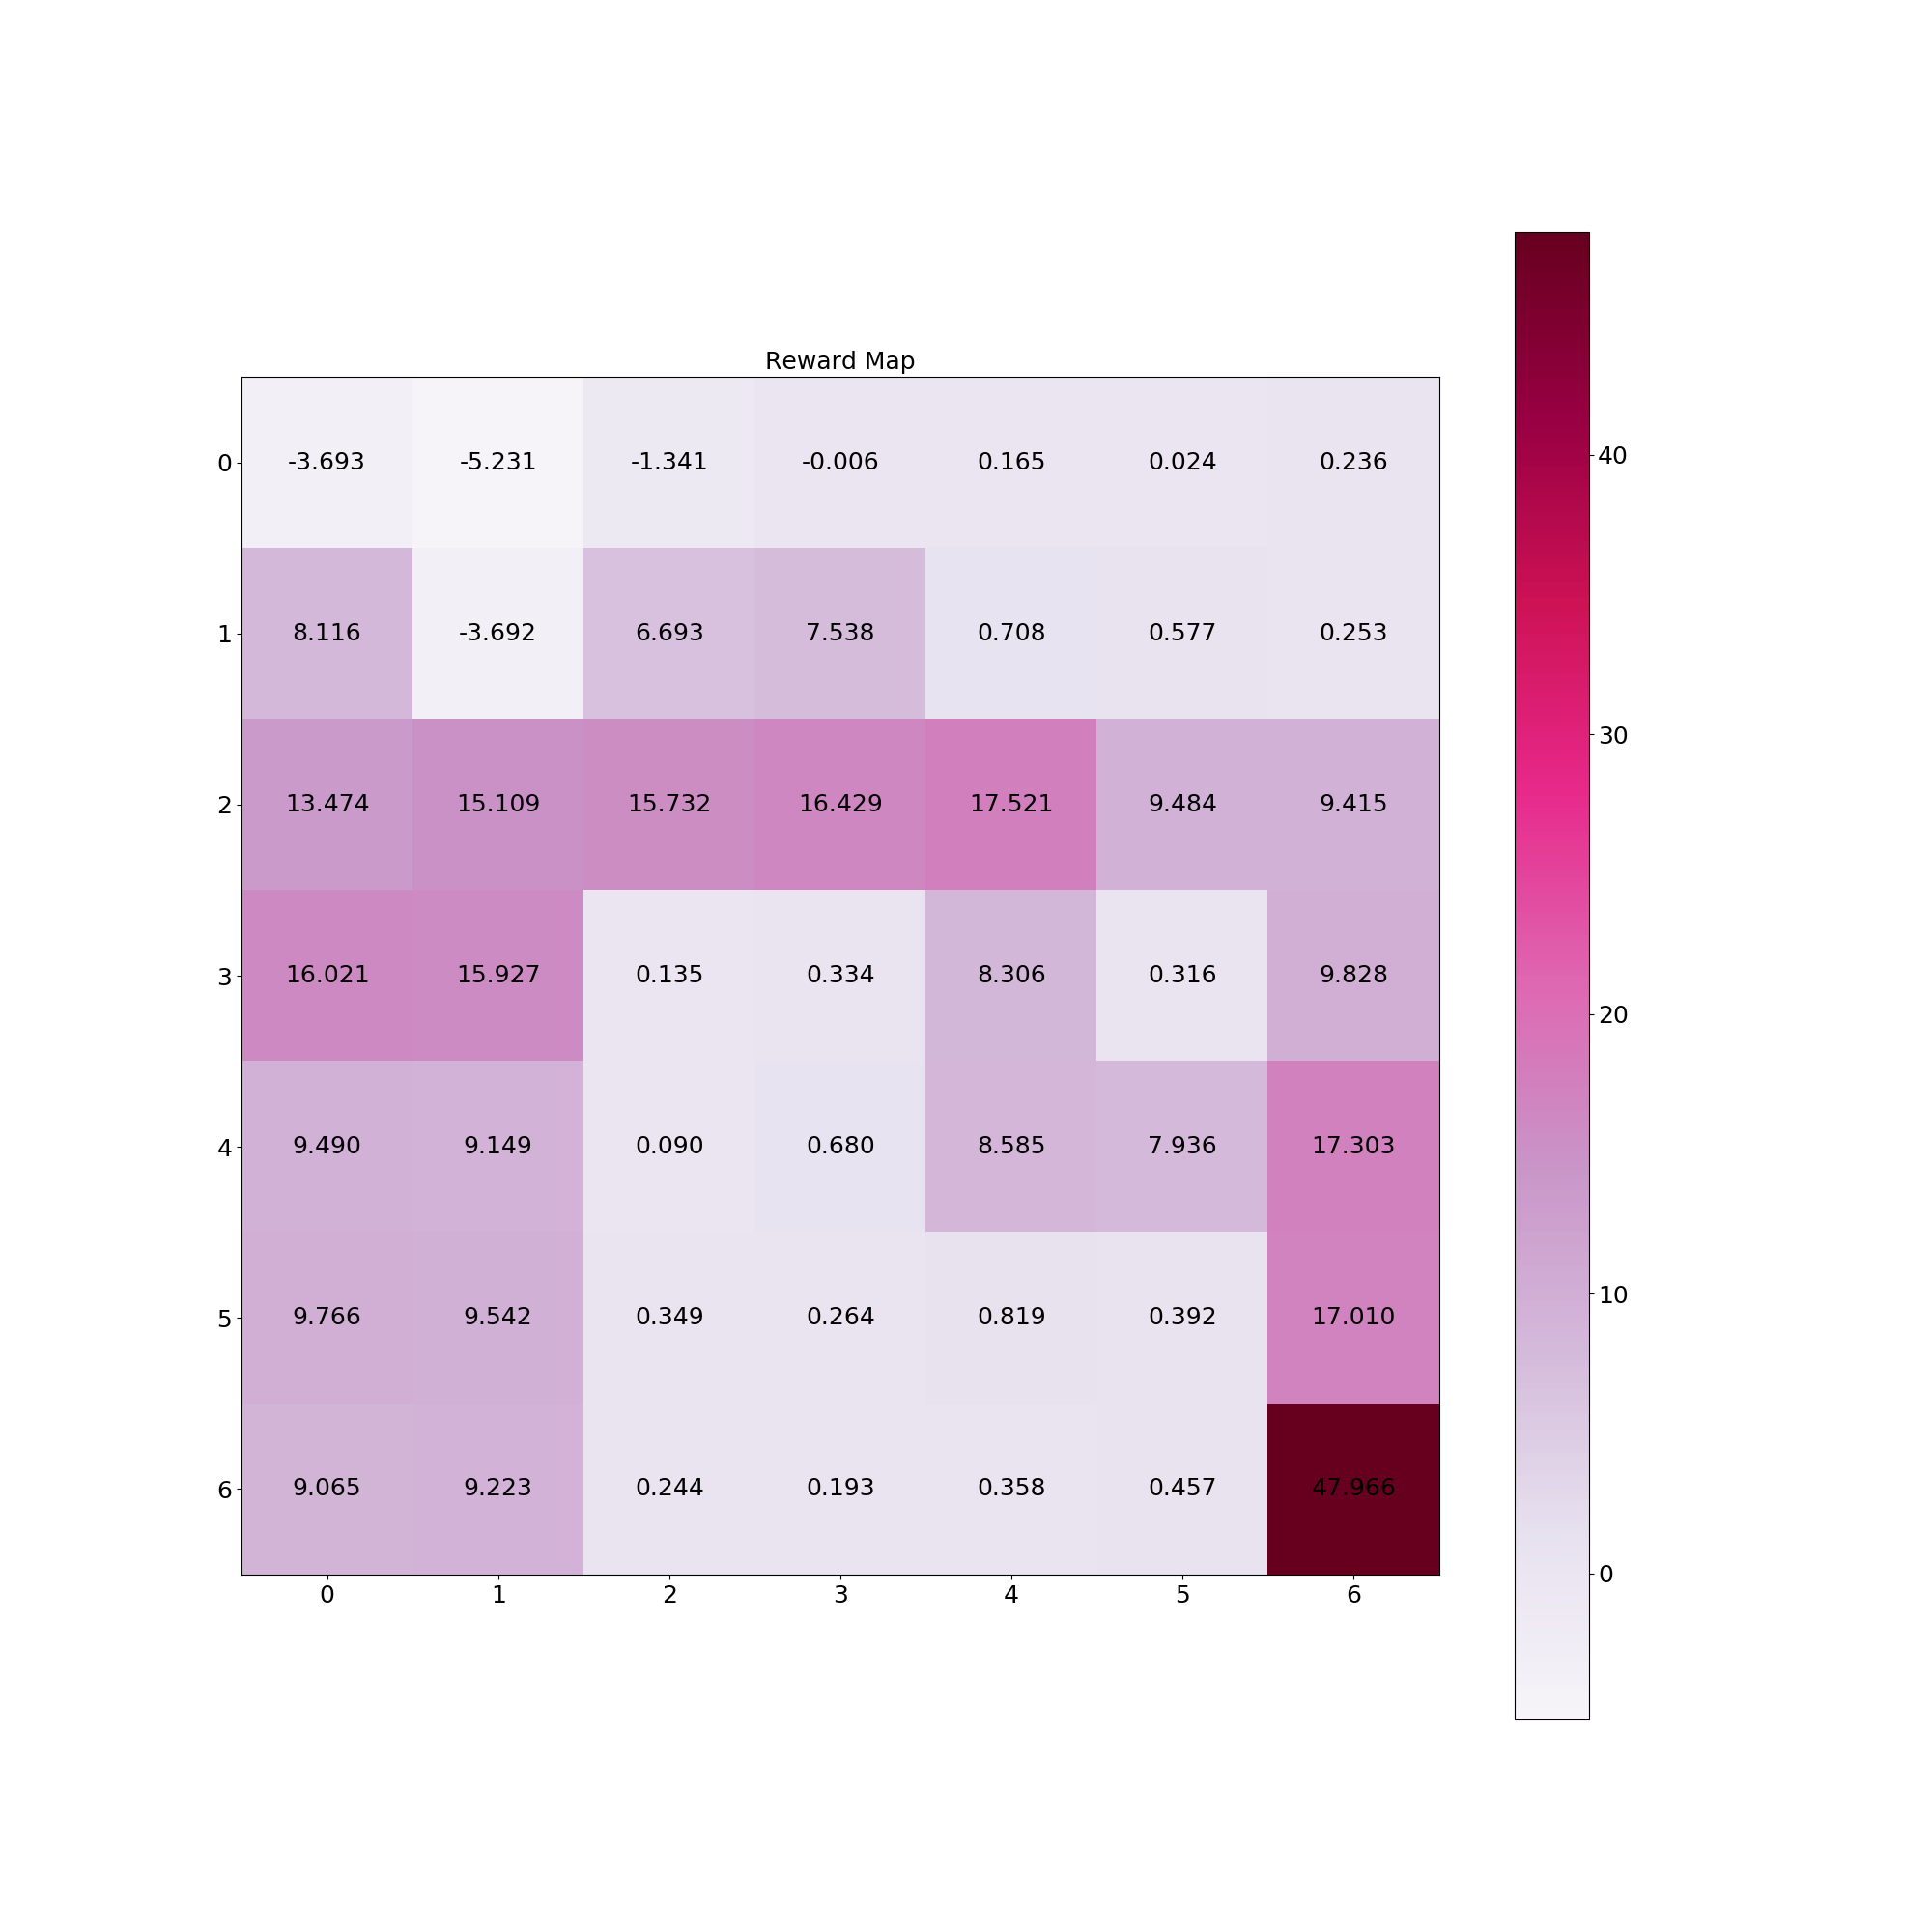 Reward Map
0 -3.693 -5.231 -1.341 -0.006 0.165 0.024 0.236
1 8.116 -3.692 6.693 7.538 0.708 0.577 0.253
2 13.474 15.109 15.732 16.429 17.521 9.484 9.415
3 16.021 15.927 0.135 0.334 8.306 0.316 9.828
4 9.490 9.149 0.090 0.680 8.585 7.936 17.303
5 9.766 9.542 0.349 0.264 0.819 0.392 17.010
6 9.065 9.223 0.244 0.193 0.358 0.457 47.966
0 1 2 3 4 5 6
40
30
20
10
0